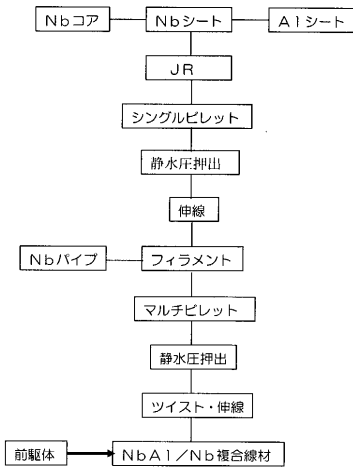 Nbコア
Nbシート
Alシート
JR
シングルビレット
静水圧押出
伸線
Nbパイプ
フィラメント
マルチビレット
静水圧押出
ツイスト・伸線
前駆体
NbAl/Nb複合線材